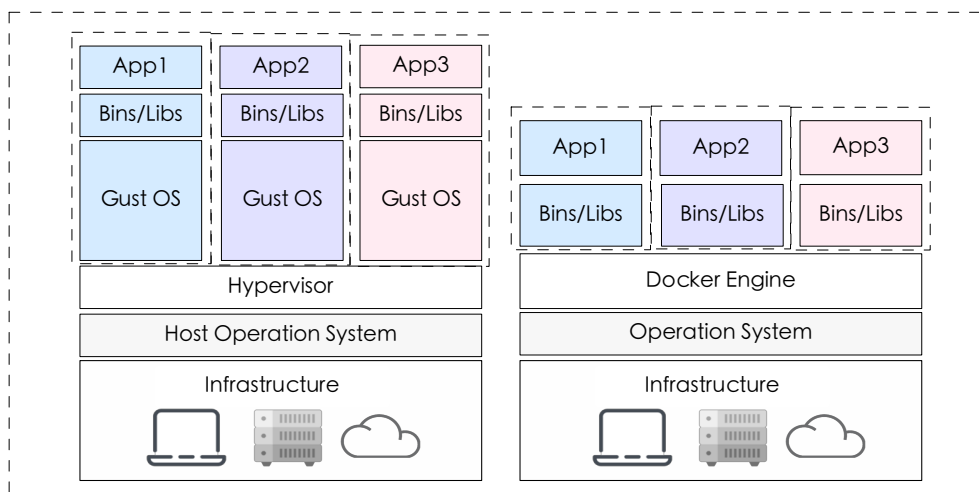 App1
App2
App3
Bins/Libs
Bins/Libs
Bins/Libs
Gust OS
Gust OS
Gust OS
Hypervisor
Host Operation System
Infrastructure
App1
App2
App3
Bins/Libs
Bins/Libs
Bins/Libs
Docker Engine
Operation System
Infrastructure